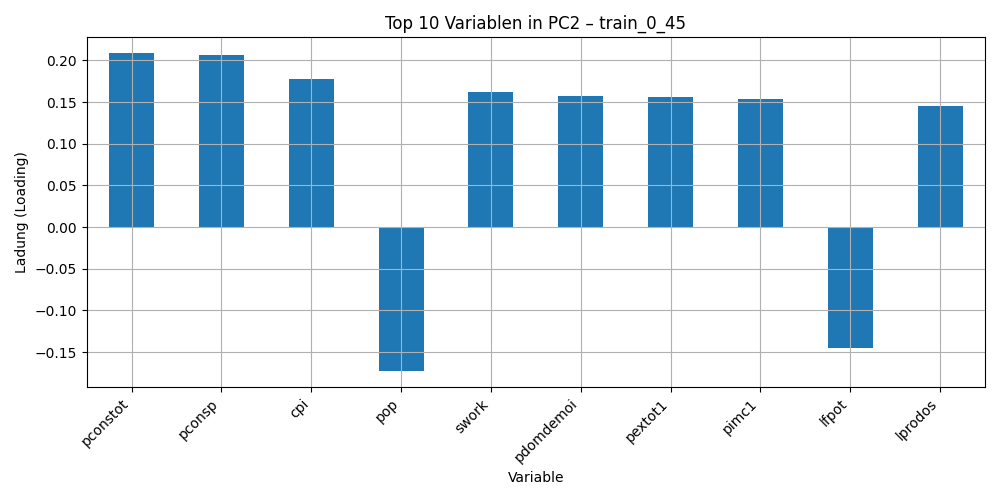 Top 10 Variablen in PC2 – train_0_45
Ladung (Loading)
0.20
0.15
0.10
0.05
0.00
−0.05
−0.10
−0.15
pconstot
pconsp
cpi
pop
swork
pdomdemoi
pextot1
pimc1
lfpot
lprodos
Variable